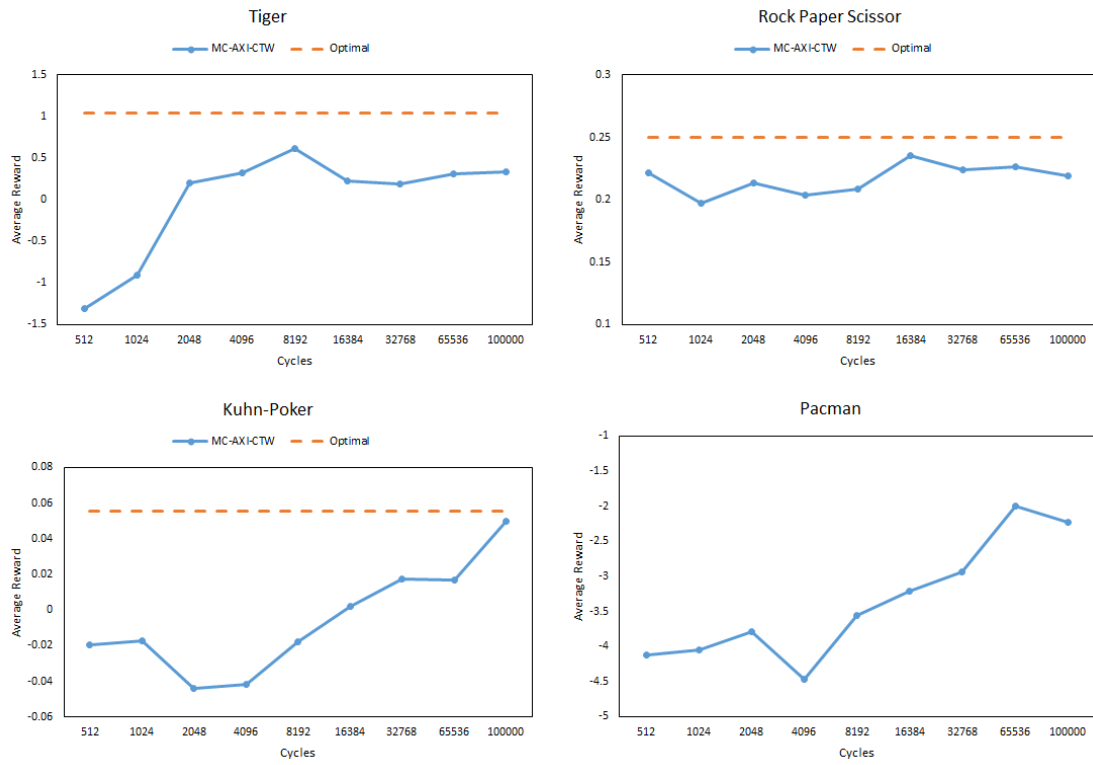 Tiger
MC-AXI-CTW Optimal
1.5
1
0.5
0
-0.5
-1
-1.5
Average Reward
512 1024 2048 4096 8192 16384 32768 65536 100000
Cycles
Rock Paper Scissor
MC-AXI-CTW Optimal
0.3
0.25
0.2
0.15
0.1
Average Reward
512 1024 2048 4096 8192 16384 32768 65536 100000
Cycles
Kuhn-Poker
MC-AXI-CTW Optimal
0.08
0.06
0.04
0.02
0
-0.02
-0.04
-0.06
Average Reward
512 1024 2048 4096 8192 16384 32768 65536 100000
Cycles
Pacman
-1
-1.5
-2
-2.5
-3
-3.5
-4
-4.5
-5
Average Reward
512 1024 2048 4096 8192 16384 32768 65536 100000
Cycles